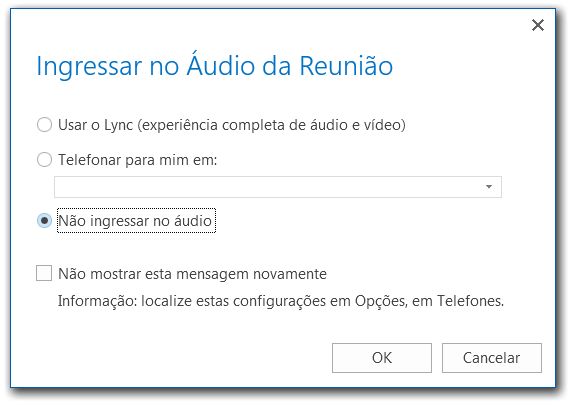 Ingressar no Áudio da Reunião
Usar o Lync (experiência completa de áudio e vídeo)
Telefonar para mim em:
Não ingressar no áudio
Não mostrar esta mensagem novamente
Informação: localize estas configurações em Opções, em Telefones.
OK
Cancelar